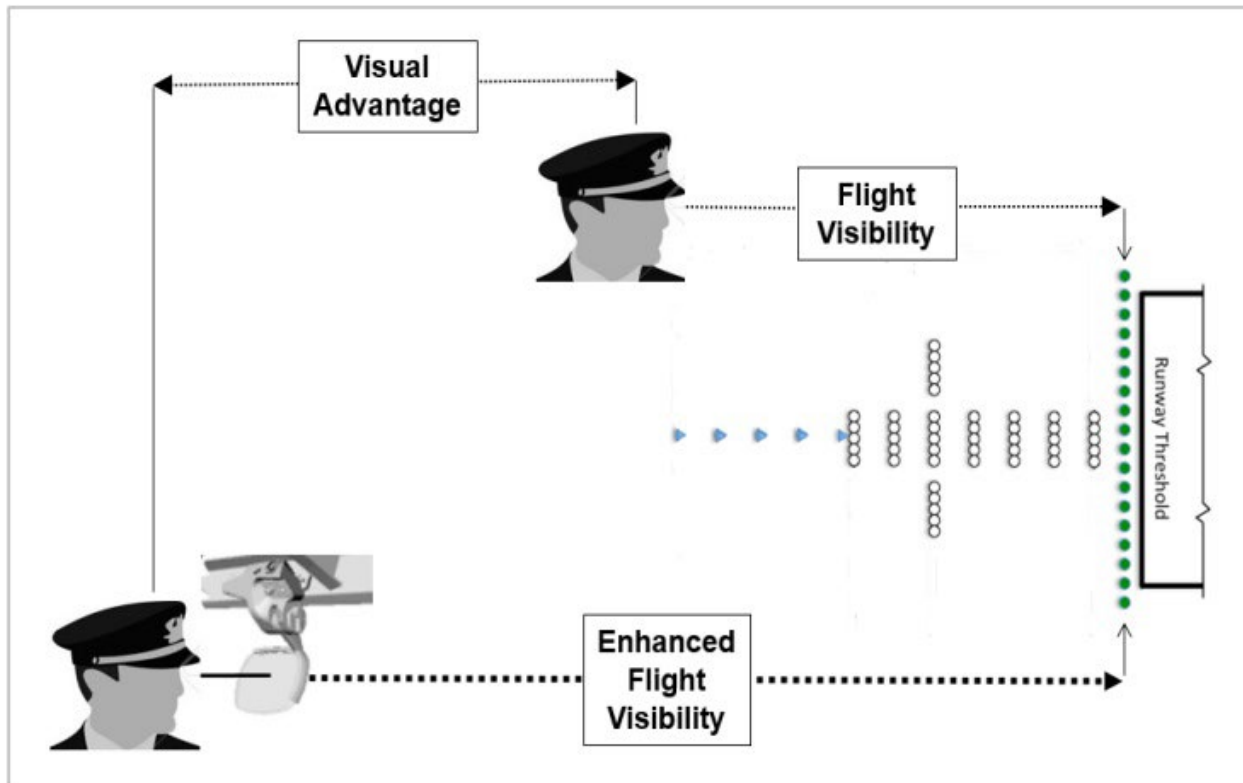 Visual
Advantage
Flight
Visibility
Runway Threshold
Enhanced
Flight
Visibility